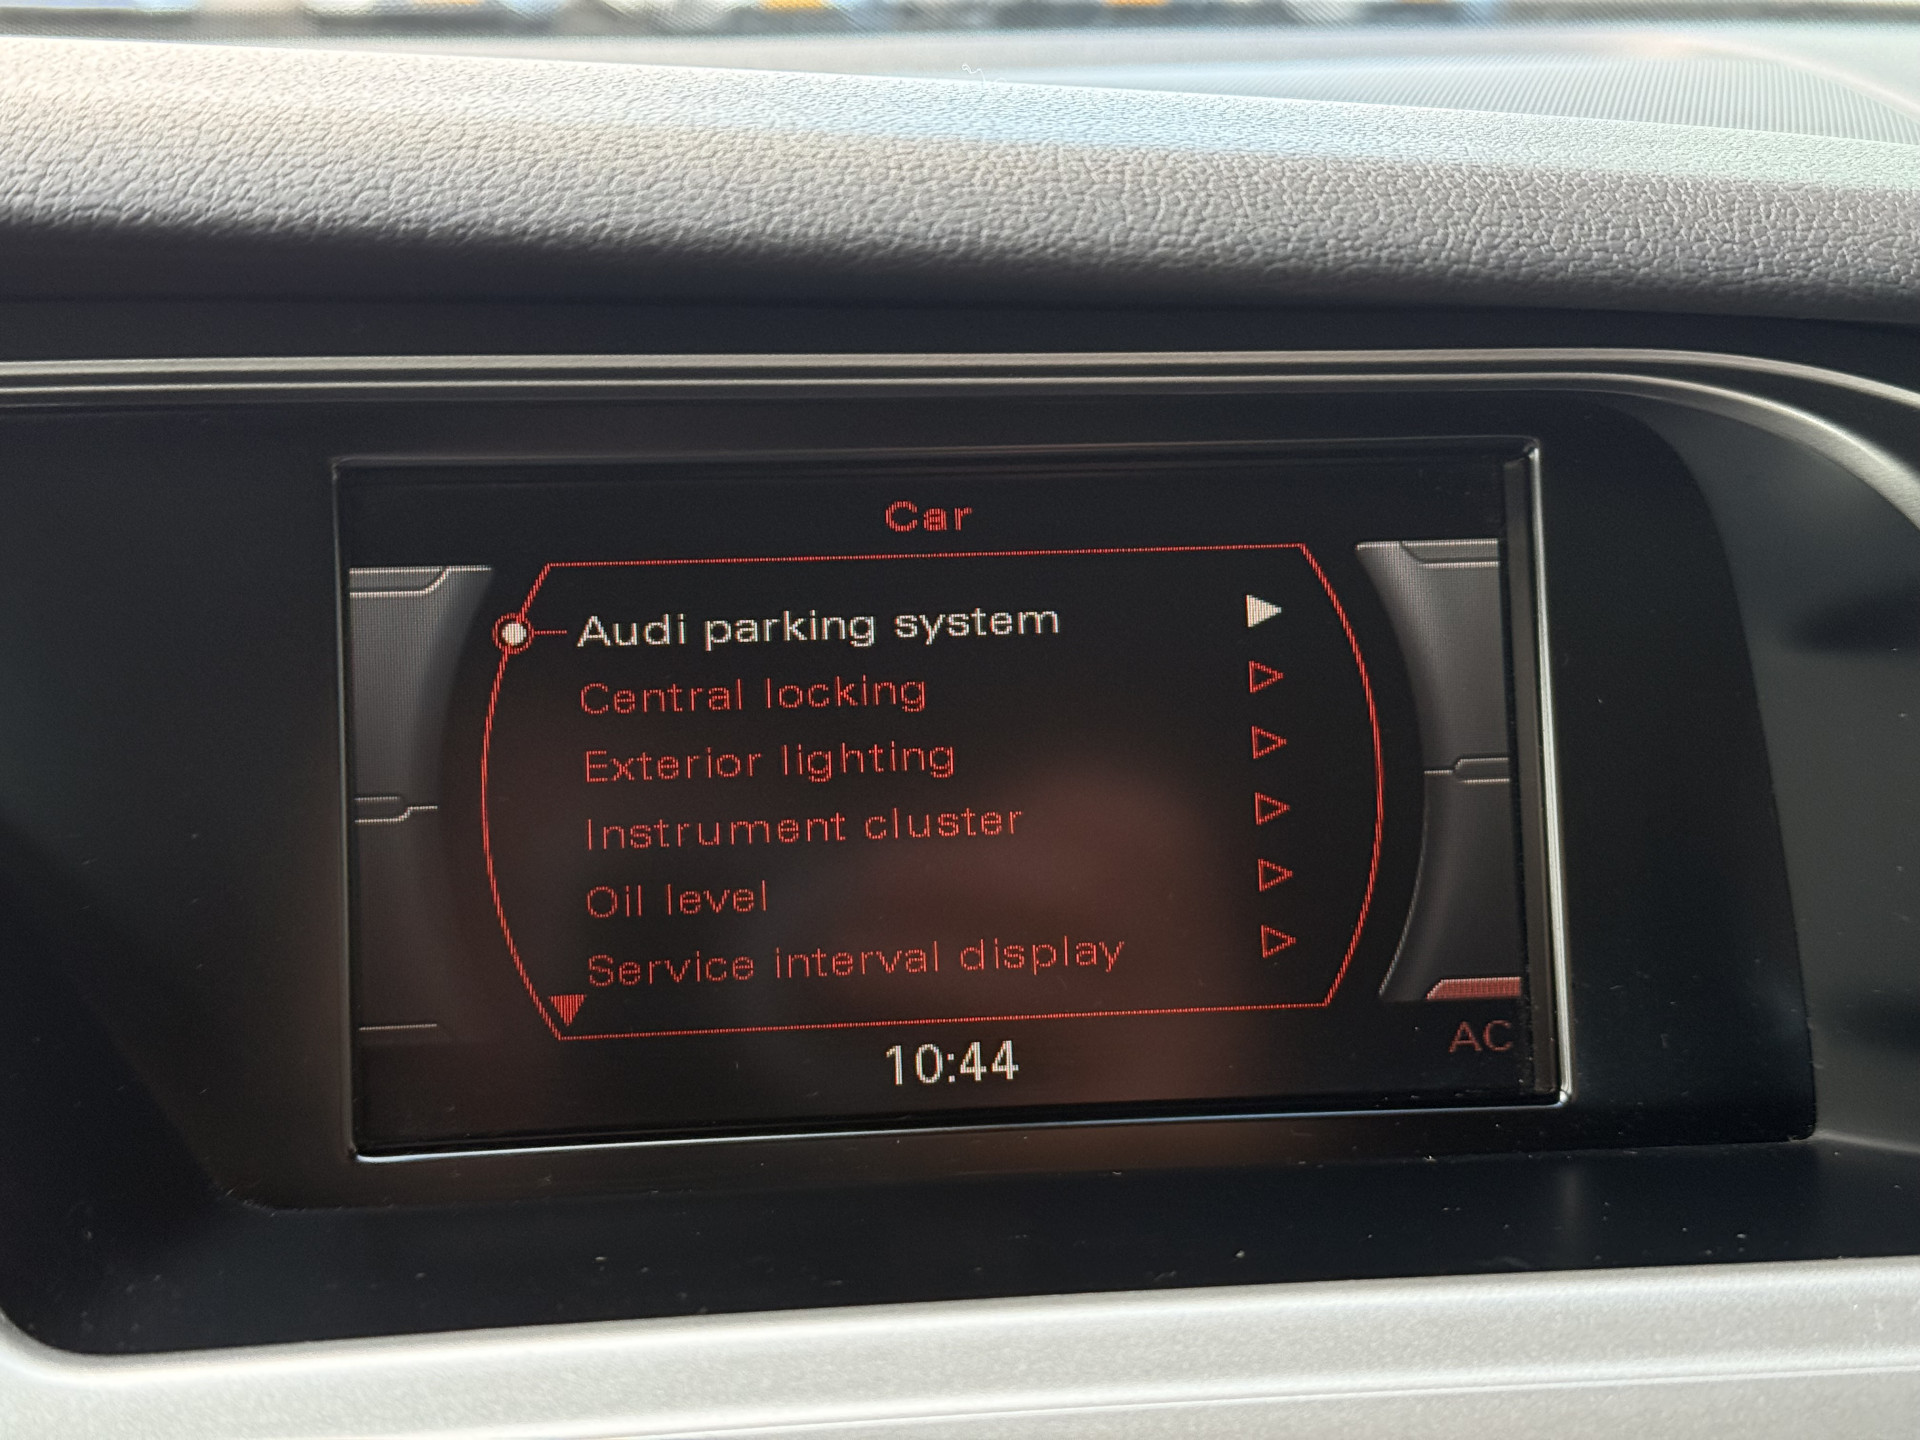 Car
Audi parking system
Central locking
Exterior lighting
Instrument cluster
Oil level
Service interval display
AC
10:44